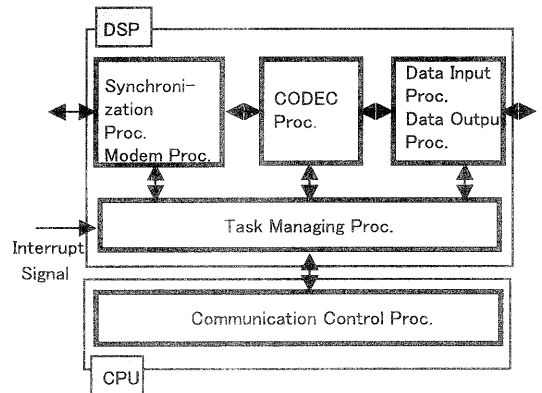 DSP
Synchroni-
zation
Proc.
Modem Proc.
CODEC
Proc.
Data Input
Proc.
Data Output
Proc.
Task Managing Proc.
Interrupt
Signal
Communication Control Proc.
CPU